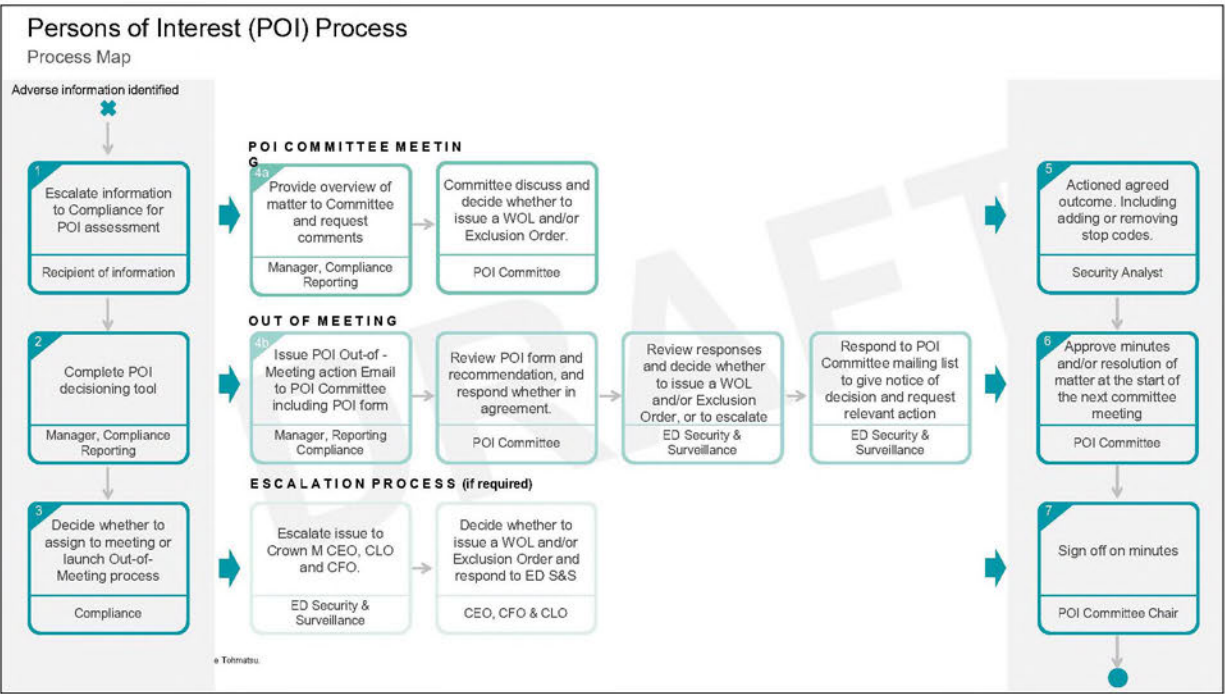 Persons of Interest (POI) Process
Process Map
Adverse information identified
1
Escalate information
to Compliance for
POI assessment
Recipient of information
2
Complete POI
decisioning tool
Manager, Compliance
Reporting
3
Decide whether to
assign to meeting or
launch Out-of-
Meeting process
Compliance
POI COMMITTEE MEETIN
G
4a
Provide overview of
matter to Committee
and request
comments
Manager, Compliance
Reporting
Committee discuss and
decide whether to
issue a WOL and/or
Exclusion Order.
POI Committee
OUT OF MEETING
4b
Issue POI Out-of -
Meeting action Email
to POI Committee
including POI form
Manager, Reporting
Compliance
Review POI form and
recommendation, and
respond whether in
agreement.
POI Committee
Review responses
and decide whether
to issue a WOL
and/or Exclusion
Order, or to escalate
ED Security &
Surveillance
Respond to POI
Committee mailing list
to give notice of
decision and request
relevant action
ED Security &
Surveillance
ESCALATION PROCESS (if required)
Escalate issue to
Crown M CEO, CLO
and CFO.
ED Security &
Surveillance
Decide whether to
issue a WOL and/or
Exclusion Order and
respond to ED S&S
CEO, CFO & CLO
5
Actioned agreed
outcome. Including
adding or removing
stop codes.
Security Analyst
6
Approve minutes
and/or resolution of
matter at the start of
the next committee
meeting
POI Committee
7
Sign off on minutes
POI Committee Chair
e Tohmatsu.
DRAFT